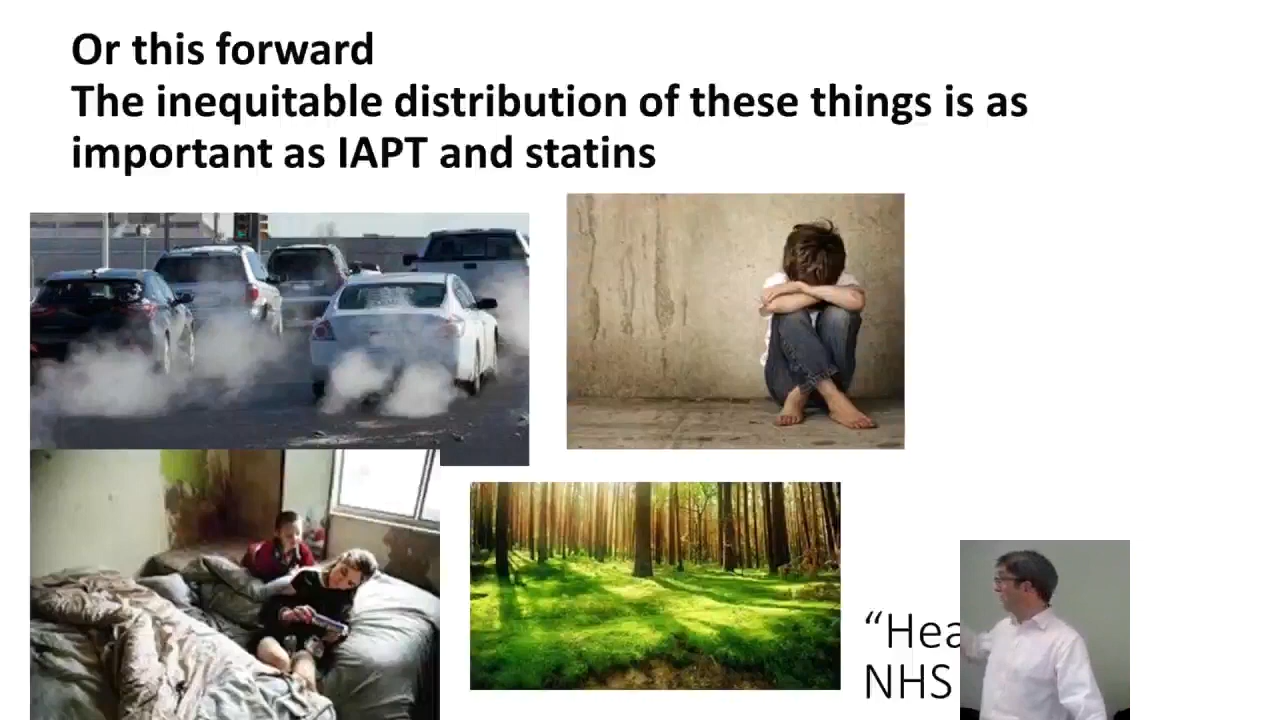 Or this forward
The inequitable distribution of these things is as
important as IAPT and statins
NHS